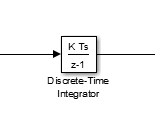 K Ts
z-1
Discrete-Time
Integrator